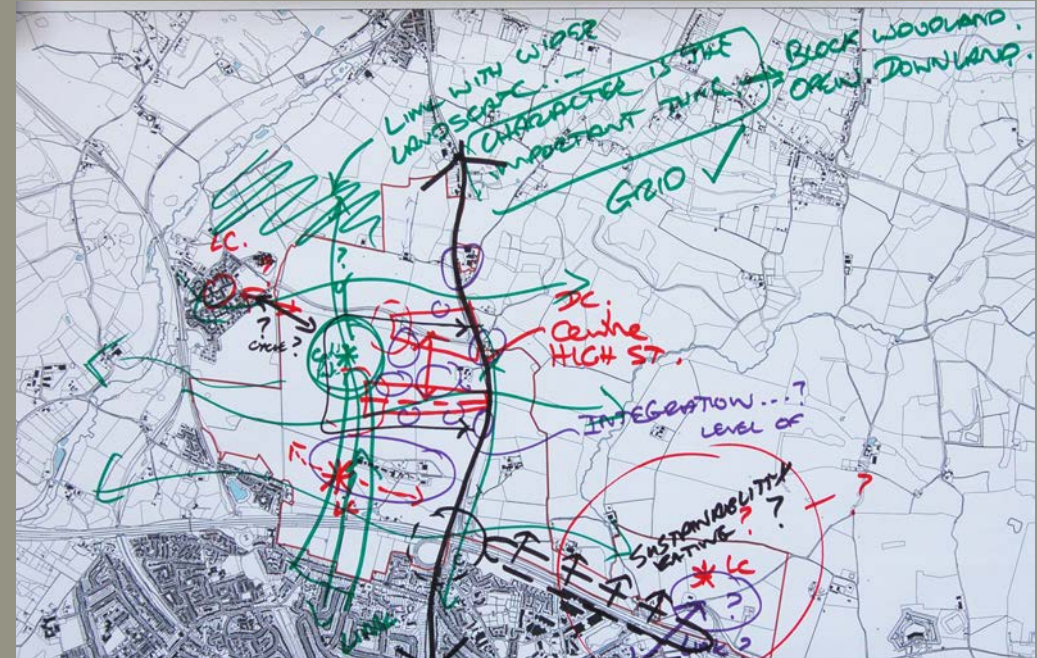 LINK WITH WIDER
LANDSCAPE.
CHARACTER IS THE
IMPORTANT THING
BLOCK WOODLAND.
OPEN DOWNLAND.
GRID
LC.
?
?
?
CYCLE?
DC.
Centre
HIGH ST.
INTEGRATION...?
LEVEL OF
LC
SUSTAINABILITY
RATING? ?
?
LC
?
LINK?
LINK